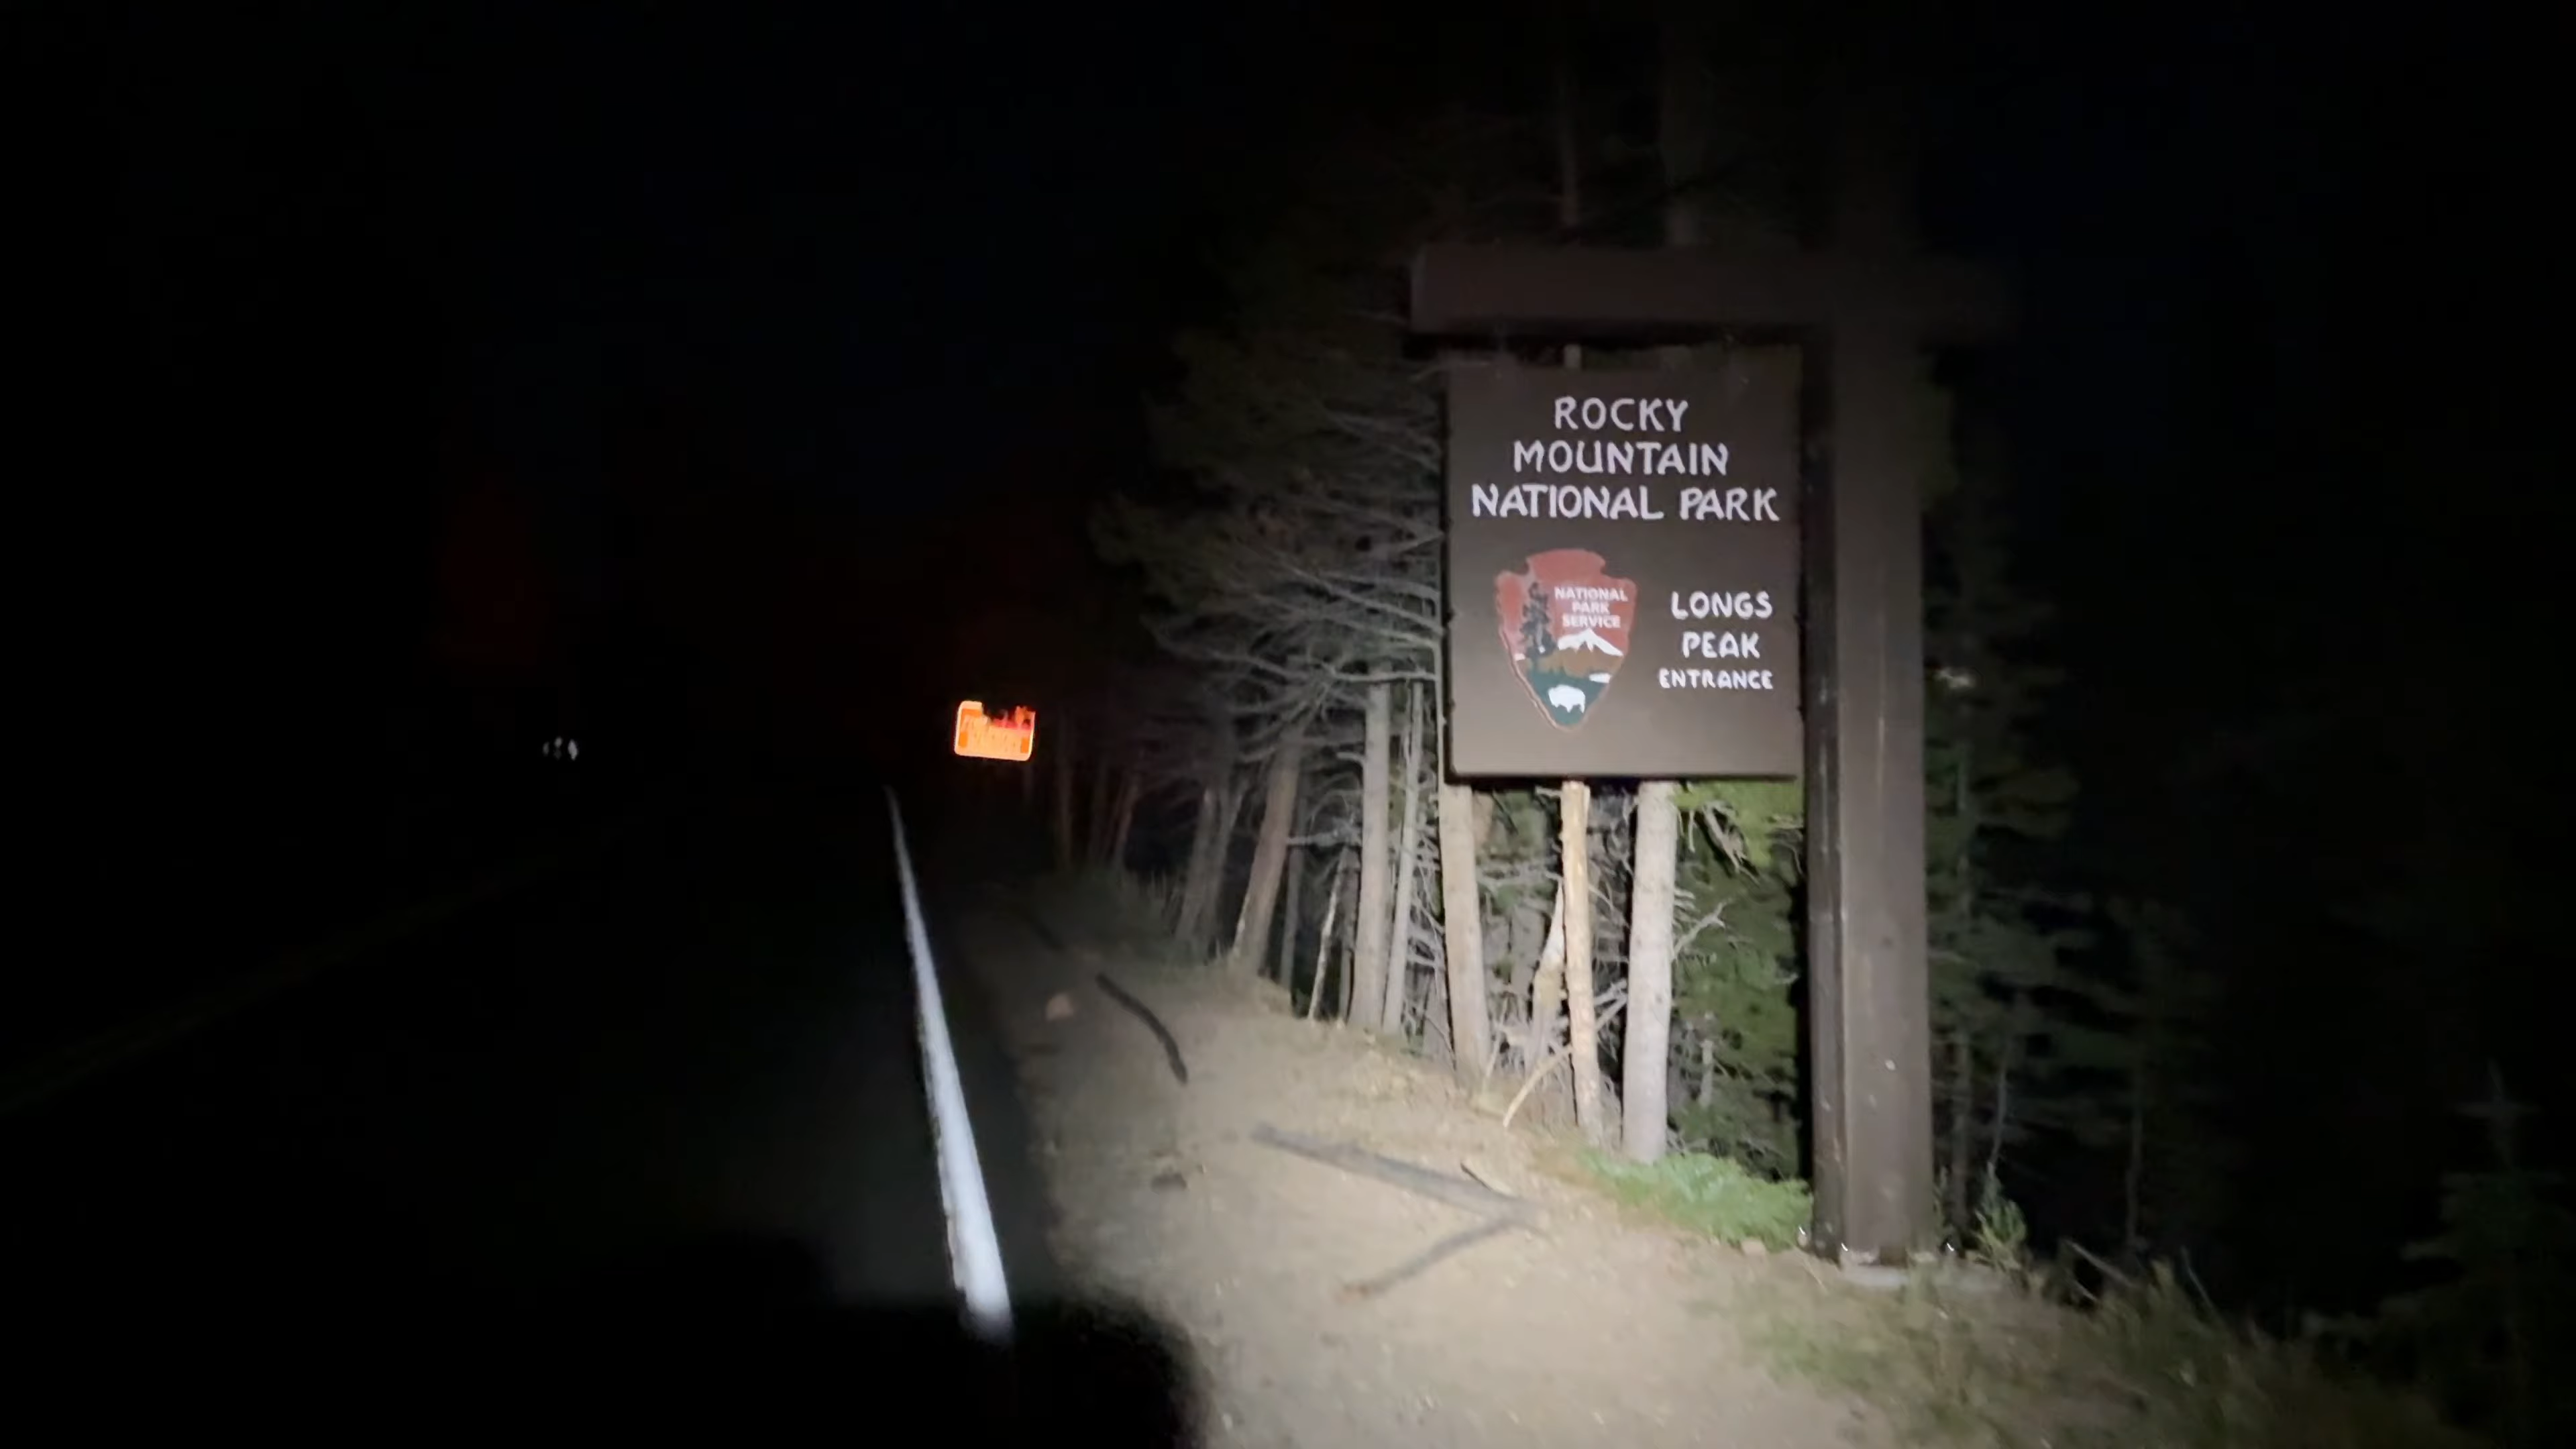 ROCKY
MOUNTAIN
NATIONAL PARK
NATIONAL
PARK
SERVICE
LONGS
PEAK
ENTRANCE